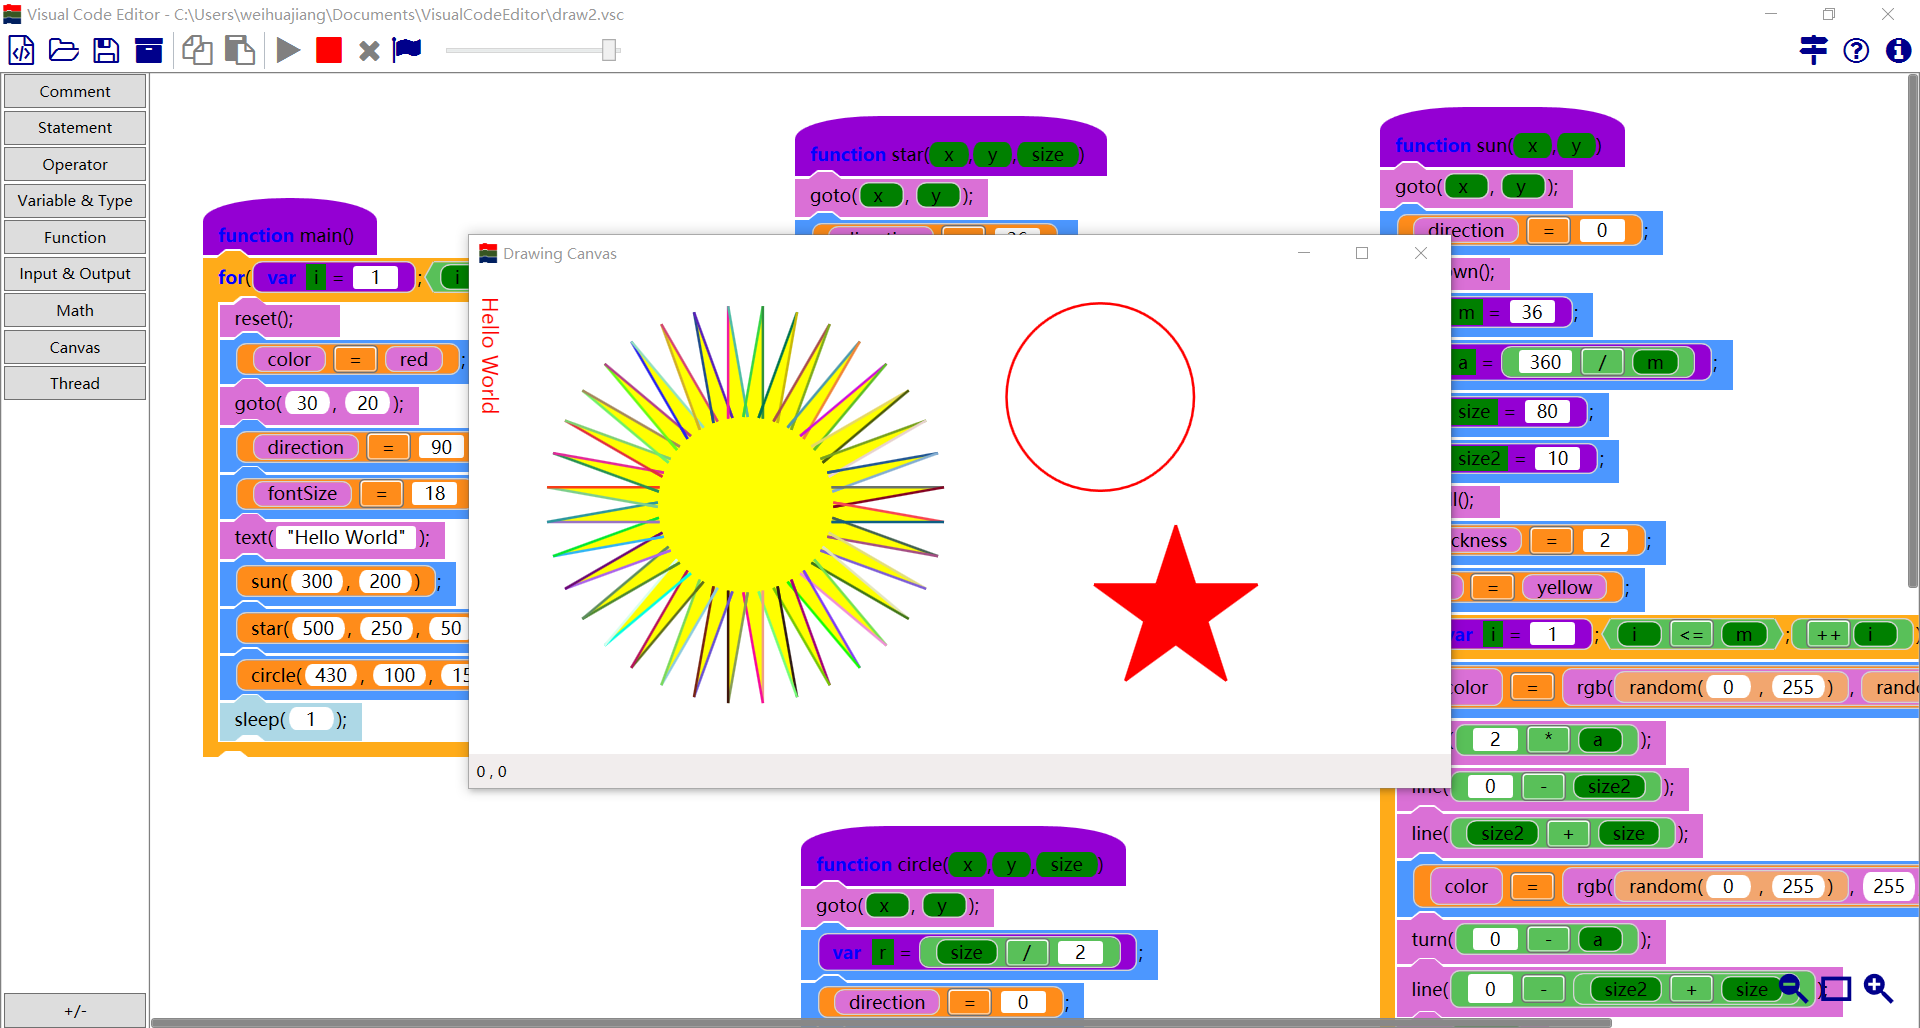 Visual Code Editor - C:\Users\weihuajiang\Documents\VisualCodeEditor\draw2.vsc
Comment
Statement
Operator
Variable & Type
Function
Input & Output
Math
Canvas
Thread
+/-
function main()
for( var i = 1 ; i
reset();
color = red ;
goto( 30 , 20 );
direction = 90
fontSize = 18
text( "Hello World" );
sun( 300 , 200 ) ;
star( 500 , 250 , 50
circle( 430 , 100 , 15
sleep( 1 );
function star( x , y , size )
goto( x , y );
Drawing Canvas
Hello World
0 , 0
function circle( x , y , size )
goto( x , y );
var r = size / 2 ;
direction = 0 ;
function sun( x , y )
goto( x , y );
direction = 0 ;
own();
m = 36 ;
a = 360 / m ;
size = 80 ;
size2 = 10 ;
l();
ckness = 2 ;
= yellow ;
var i = 1 ; i <= m ; ++ i )
color = rgb( random( 0 , 255 ) , rand
( 2 * a );
line( 0 - size2 );
line( size2 + size );
color = rgb( random( 0 , 255 ) , 255
turn( 0 - a );
line( 0 - size2 + size );